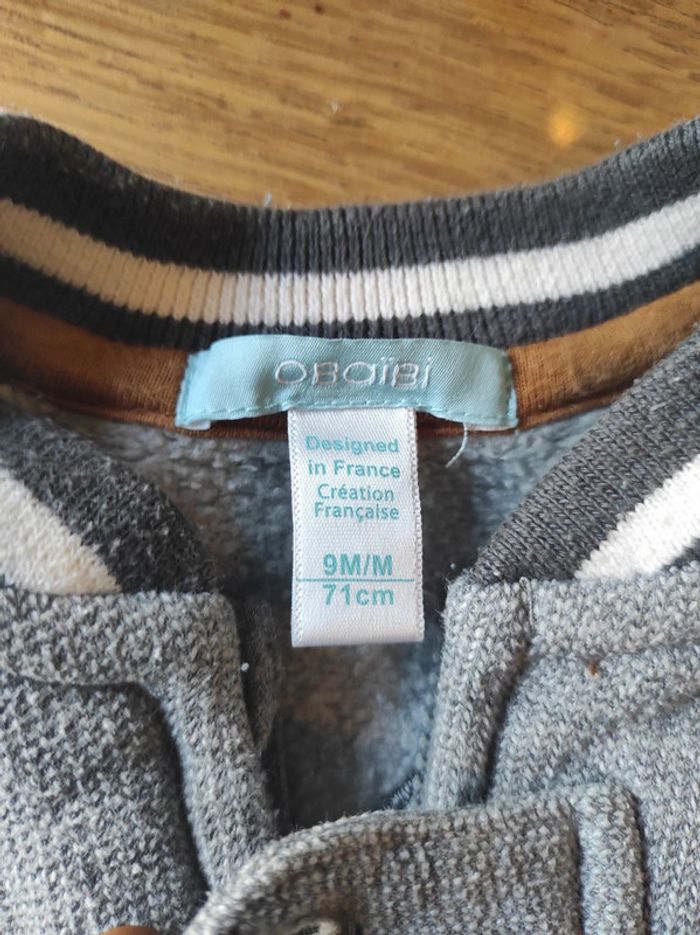 OBaïBi
Designed
in France
Création
Française
9M/M
71cm